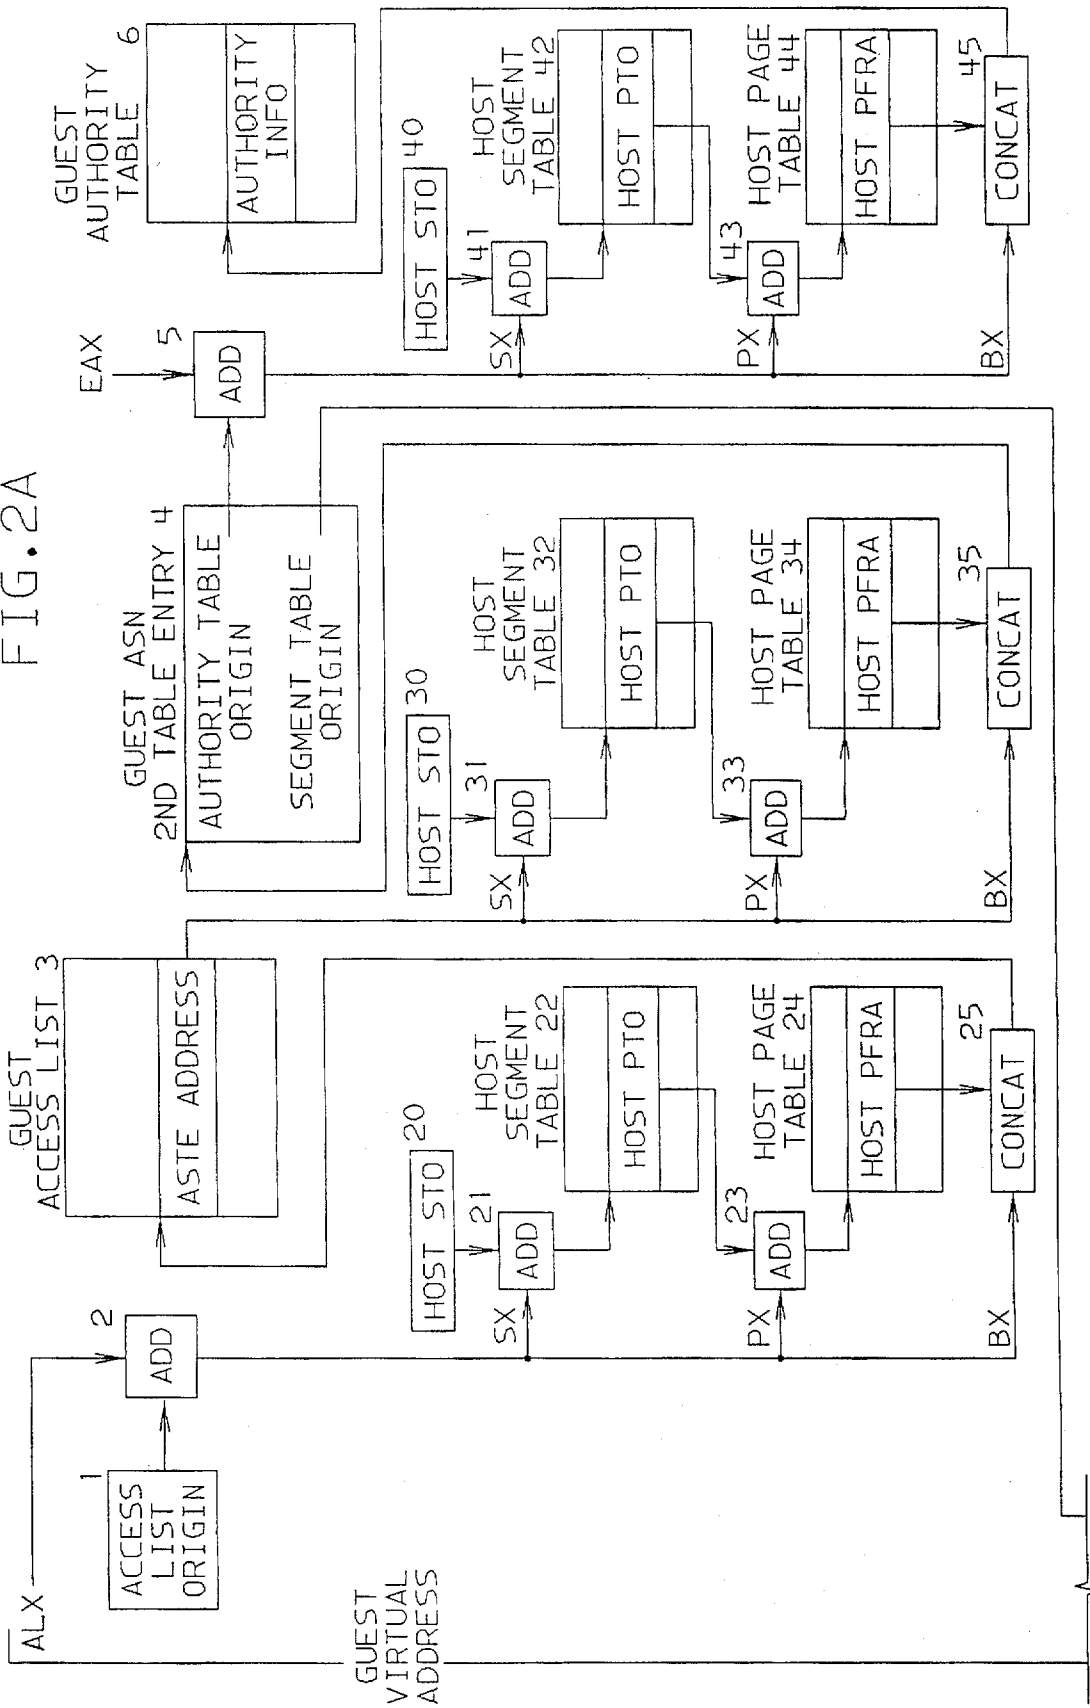 FIG.2A
ALX
1
ACCESS
LIST
ORIGIN
2
ADD
GUEST
VIRTUAL
ADDRESS
GUEST
ACCESS LIST 3
ASTE ADDRESS
HOST STO 20
SX
21
ADD
HOST
SEGMENT
TABLE 22
HOST PTO
PX
23
ADD
HOST PAGE
TABLE 24
HOST PFRA
BX
25
CONCAT
GUEST ASN
2ND TABLE ENTRY 4
AUTHORITY TABLE
ORIGIN
SEGMENT TABLE
ORIGIN
HOST STO 30
SX
31
ADD
HOST
SEGMENT
TABLE 32
HOST PTO
PX
33
ADD
HOST PAGE
TABLE 34
HOST PFRA
BX
35
CONCAT
EAX
5
ADD
GUEST
AUTHORITY
TABLE 6
AUTHORITY
INFO
HOST STO 40
SX
41
ADD
HOST
SEGMENT
TABLE 42
HOST PTO
PX
43
ADD
HOST PAGE
TABLE 44
HOST PFRA
BX
45
CONCAT